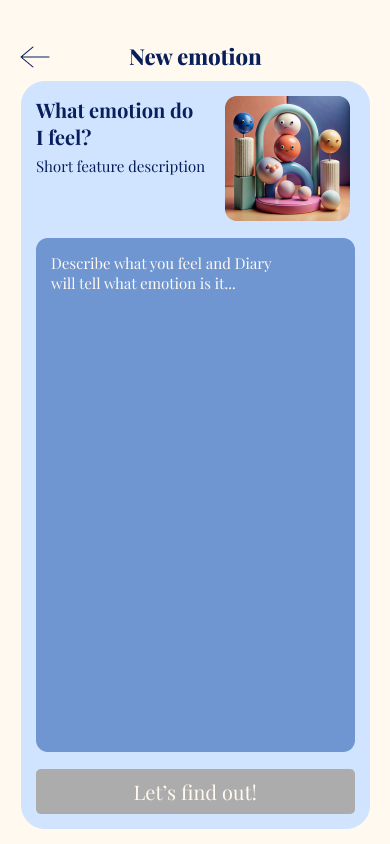 New emotion
What emotion do
I feel?
Short feature description
Describe what you feel and Diary
will tell what emotion is it...
Let's find out!